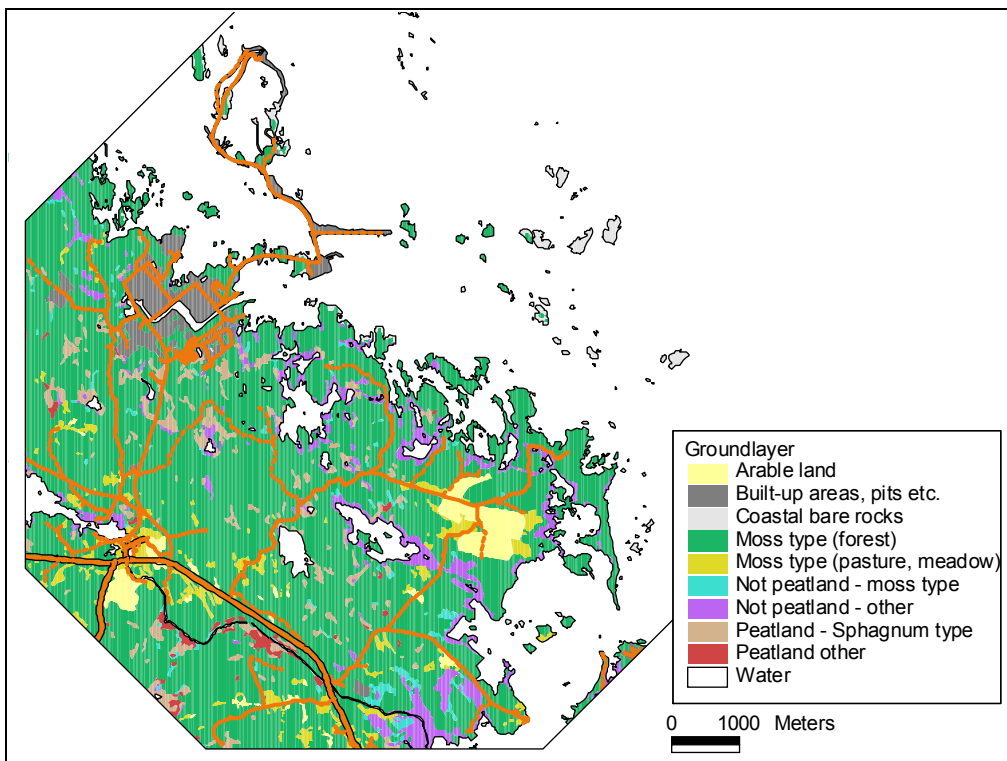 Groundlayer
Arable land
Built-up areas, pits etc.
Coastal bare rocks
Moss type (forest)
Moss type (pasture, meadow)
Not peatland - moss type
Not peatland - other
Peatland - Sphagnum type
Peatland other
Water
0 1000 Meters